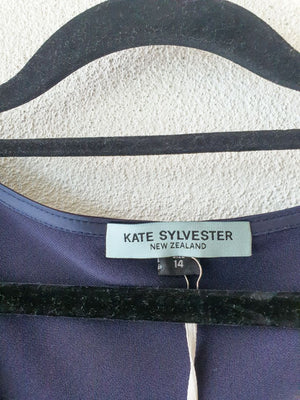 KATE SYLVESTER
NEW ZEALAND
14